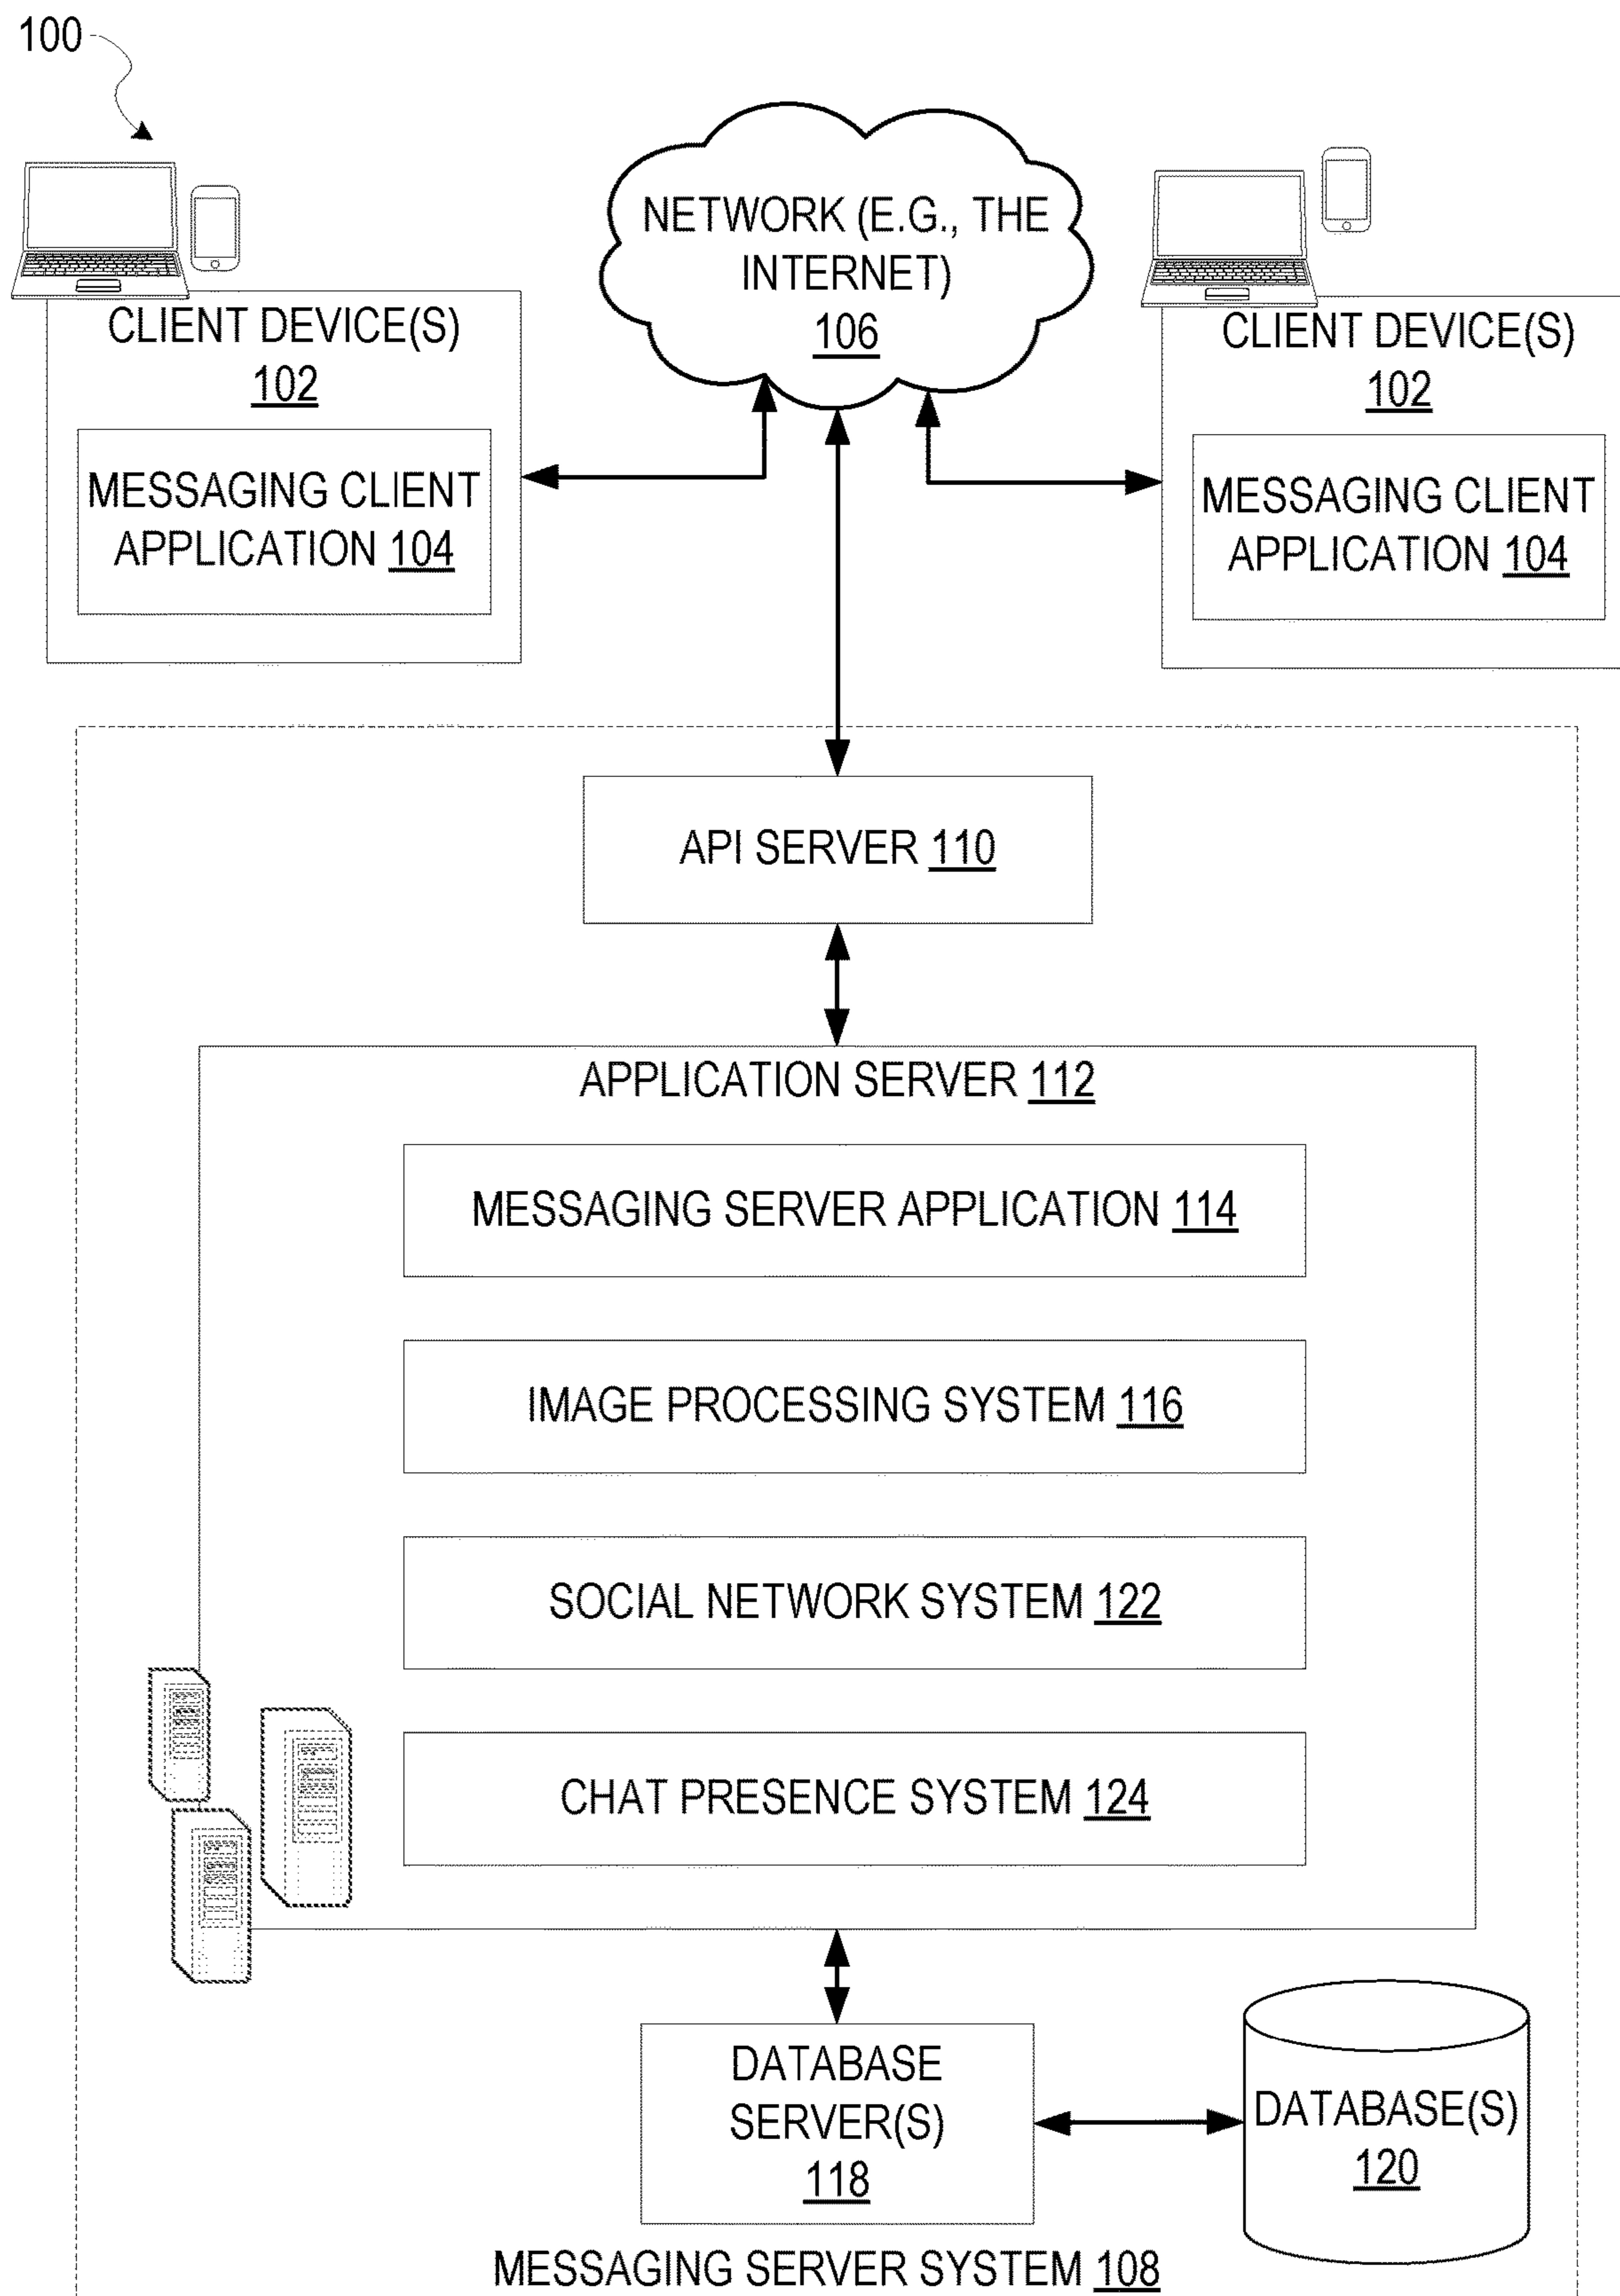 100
NETWORK (E.G., THE
INTERNET)
106
CLIENT DEVICE(S)
102
MESSAGING CLIENT
APPLICATION 104
CLIENT DEVICE(S)
102
MESSAGING CLIENT
APPLICATION 104
API SERVER 110
APPLICATION SERVER 112
MESSAGING SERVER APPLICATION 114
IMAGE PROCESSING SYSTEM 116
SOCIAL NETWORK SYSTEM 122
CHAT PRESENCE SYSTEM 124
DATABASE
SERVER(S)
118
DATABASE(S)
120
MESSAGING SERVER SYSTEM 108